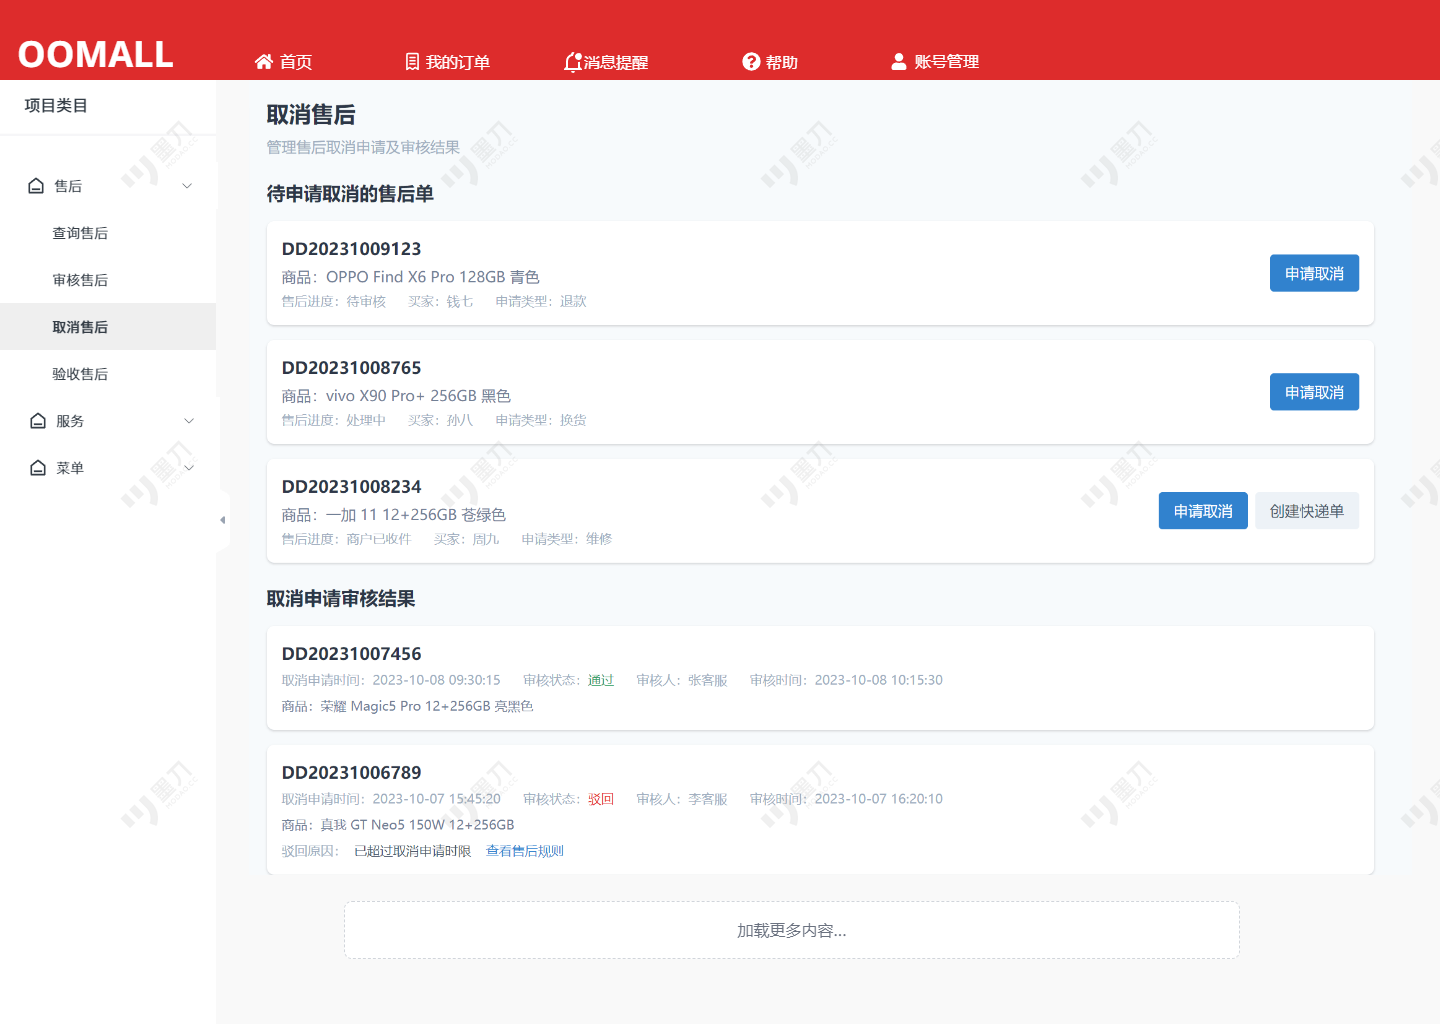 OOMALL
首页
我的订单
消息提醒
帮助
账号管理
项目类目
售后
查询售后
审核售后
取消售后
验收售后
服务
菜单
取消售后
管理售后取消申请及审核结果
待申请取消的售后单
DD20231009123
商品：OPPO Find X6 Pro 128GB 青色
售后进度：待审核 买家：钱七 申请类型：退款
申请取消
DD20231008765
商品：vivo X90 Pro+ 256GB 黑色
售后进度：处理中 买家：孙八 申请类型：换货
申请取消
DD20231008234
商品：一加 11 12+256GB 苍绿色
售后进度：商户已收件 买家：周九 申请类型：维修
申请取消
创建快递单
取消申请审核结果
DD20231007456
取消申请时间：2023-10-08 09:30:15 审核状态：通过 审核人：张客服 审核时间：2023-10-08 10:15:30
商品：荣耀 Magic5 Pro 12+256GB 亮黑色
DD20231006789
取消申请时间：2023-10-07 15:45:20 审核状态：驳回 审核人：李客服 审核时间：2023-10-07 16:20:10
商品：真我 GT Neo5 150W 12+256GB
驳回原因： 已超过取消申请时限 查看售后规则
加载更多内容...
墨刀
MODAO.CC